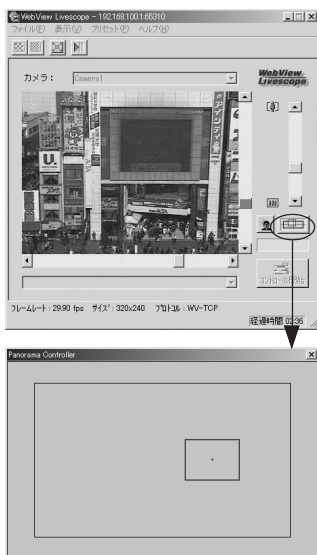 WebView Livescope - 192.168.100.1:65310
ファイル(F) 表示(V) プリセット(P) ヘルプ(H)
カメラ： Camera1
WebView
Livescope
U.
ALTA
コントロール開始
フレームレート：29.90 fps サイズ：320x240 プロトコル：WV-TCP
経過時間 02:36
Panorama Controller